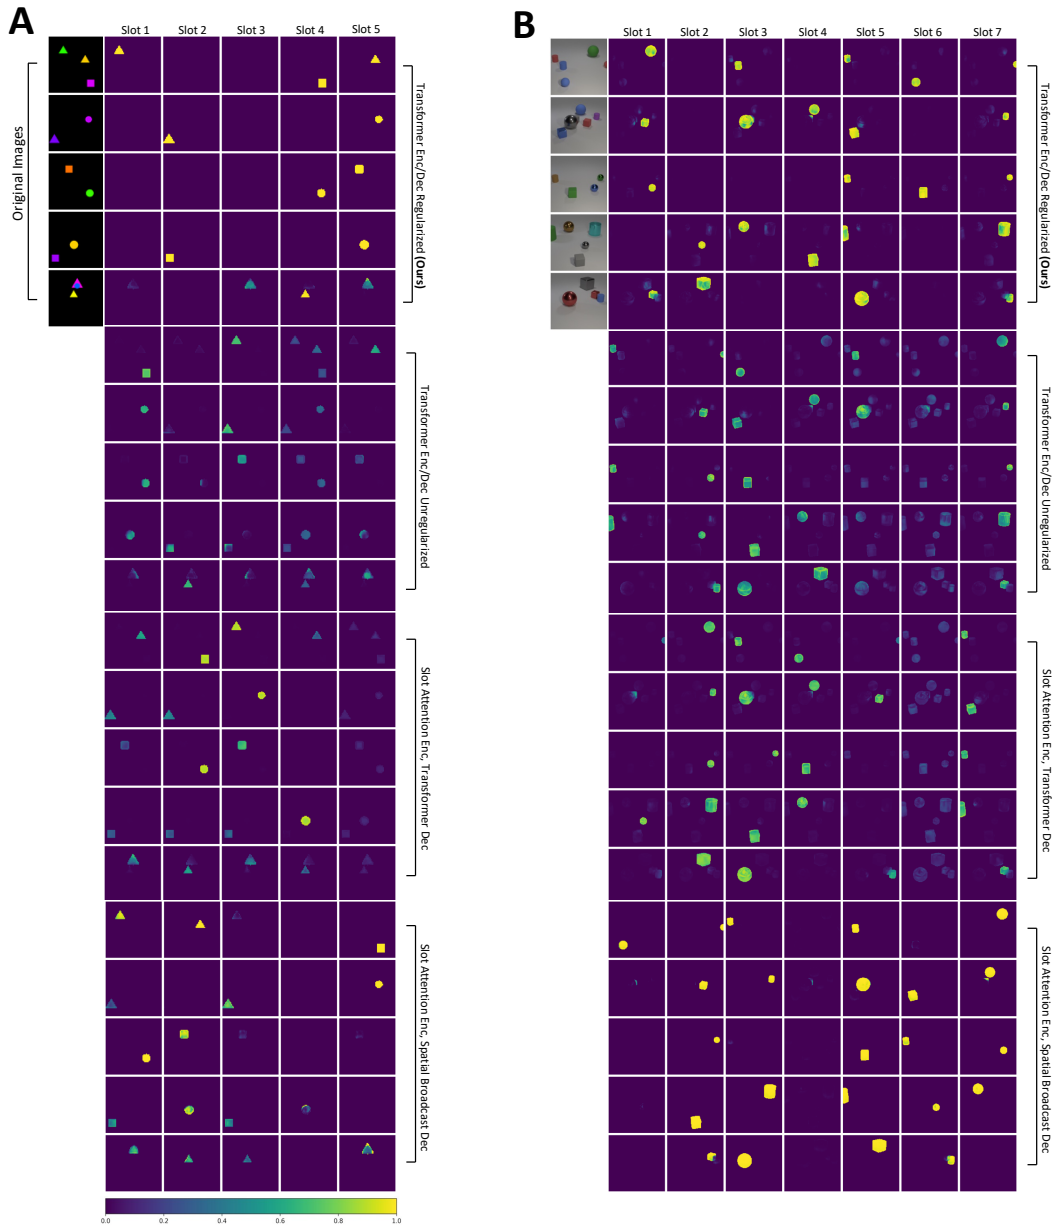 A
Slot 1 Slot 2 Slot 3 Slot 4 Slot 5
Original Images
Transformer Enc/Dec Regularized (Ours)
Transformer Enc/Dec Unregularized
Slot Attention Enc, Transformer Dec
Slot Attention Enc, Spatial Broadcast Dec
0.0 0.2 0.4 0.6 0.8 1.0
B
Slot 1 Slot 2 Slot 3 Slot 4 Slot 5 Slot 6 Slot 7
Transformer Enc/Dec Regularized (Ours)
Transformer Enc/Dec Unregularized
Slot Attention Enc, Transformer Dec
Slot Attention Enc, Spatial Broadcast Dec